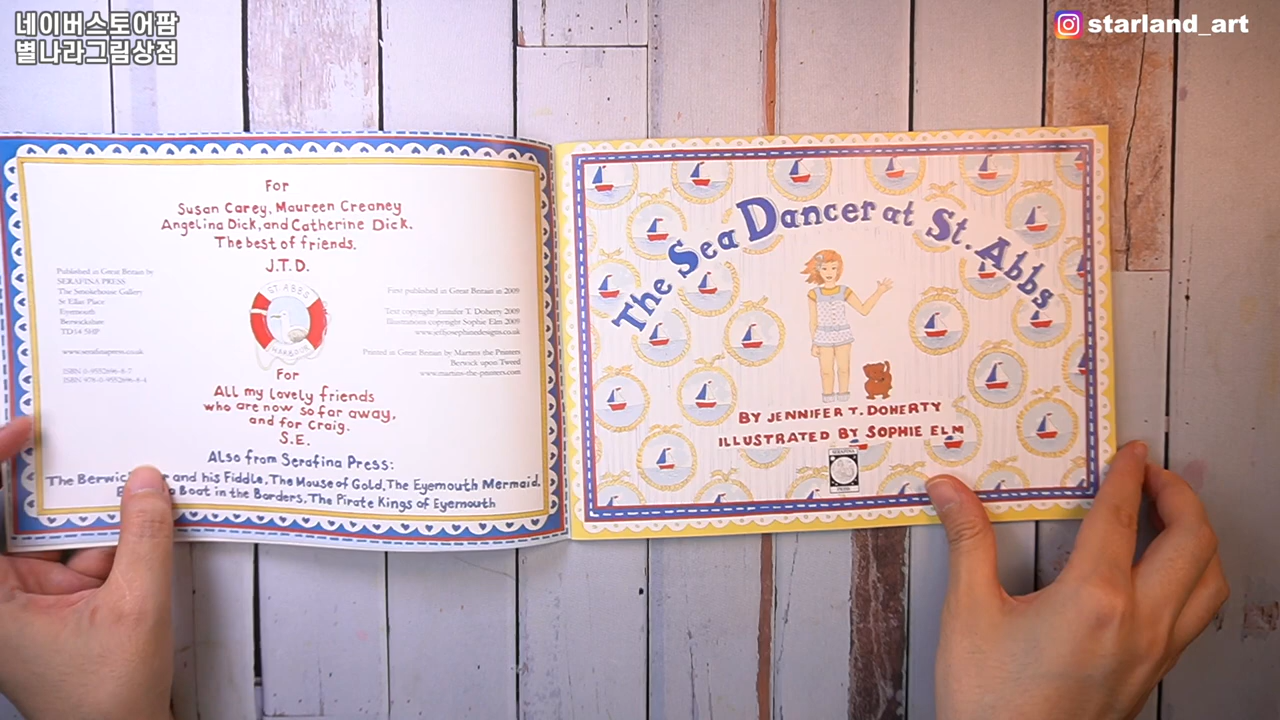 네이버스토어팜
별나라그림상점
starland_art
For
Susan Carey, Maureen Creaney
Angelina Dick, and Catherine Dick.
The best of friends.
J.T.D.
Published in Great Britain by
SERAFINA PRESS
The Smokehouse Gallery
St Ellas Place
Eyemouth
Berwickshire
TD14 5HP
www.serafinapress.co.uk
ST ABBS
HARBOUR
First published in Great Britain in 2009
Text copyright Jennifer T. Doherty 2009
Illustrations copyright Sophie Elm 2009
Printed in Great Britain by Martins the Printers
Berwick upon Tweed
www.martins-the-printers.com
For
All my lovely friends
who are now so far away,
and for Craig.
S.E.
Also from Serafina Press:
The and his Fiddle, The Mouse of Gold, The Eyemouth Mermaid,
Boat in the Borders, The Pirate Kings of Eyemouth
The Sea Dancer at St. Abbs
BY JENNIFER T. DOHERTY
ILLUSTRATED BY SOPHIE ELM
SERAFINA
PRESS